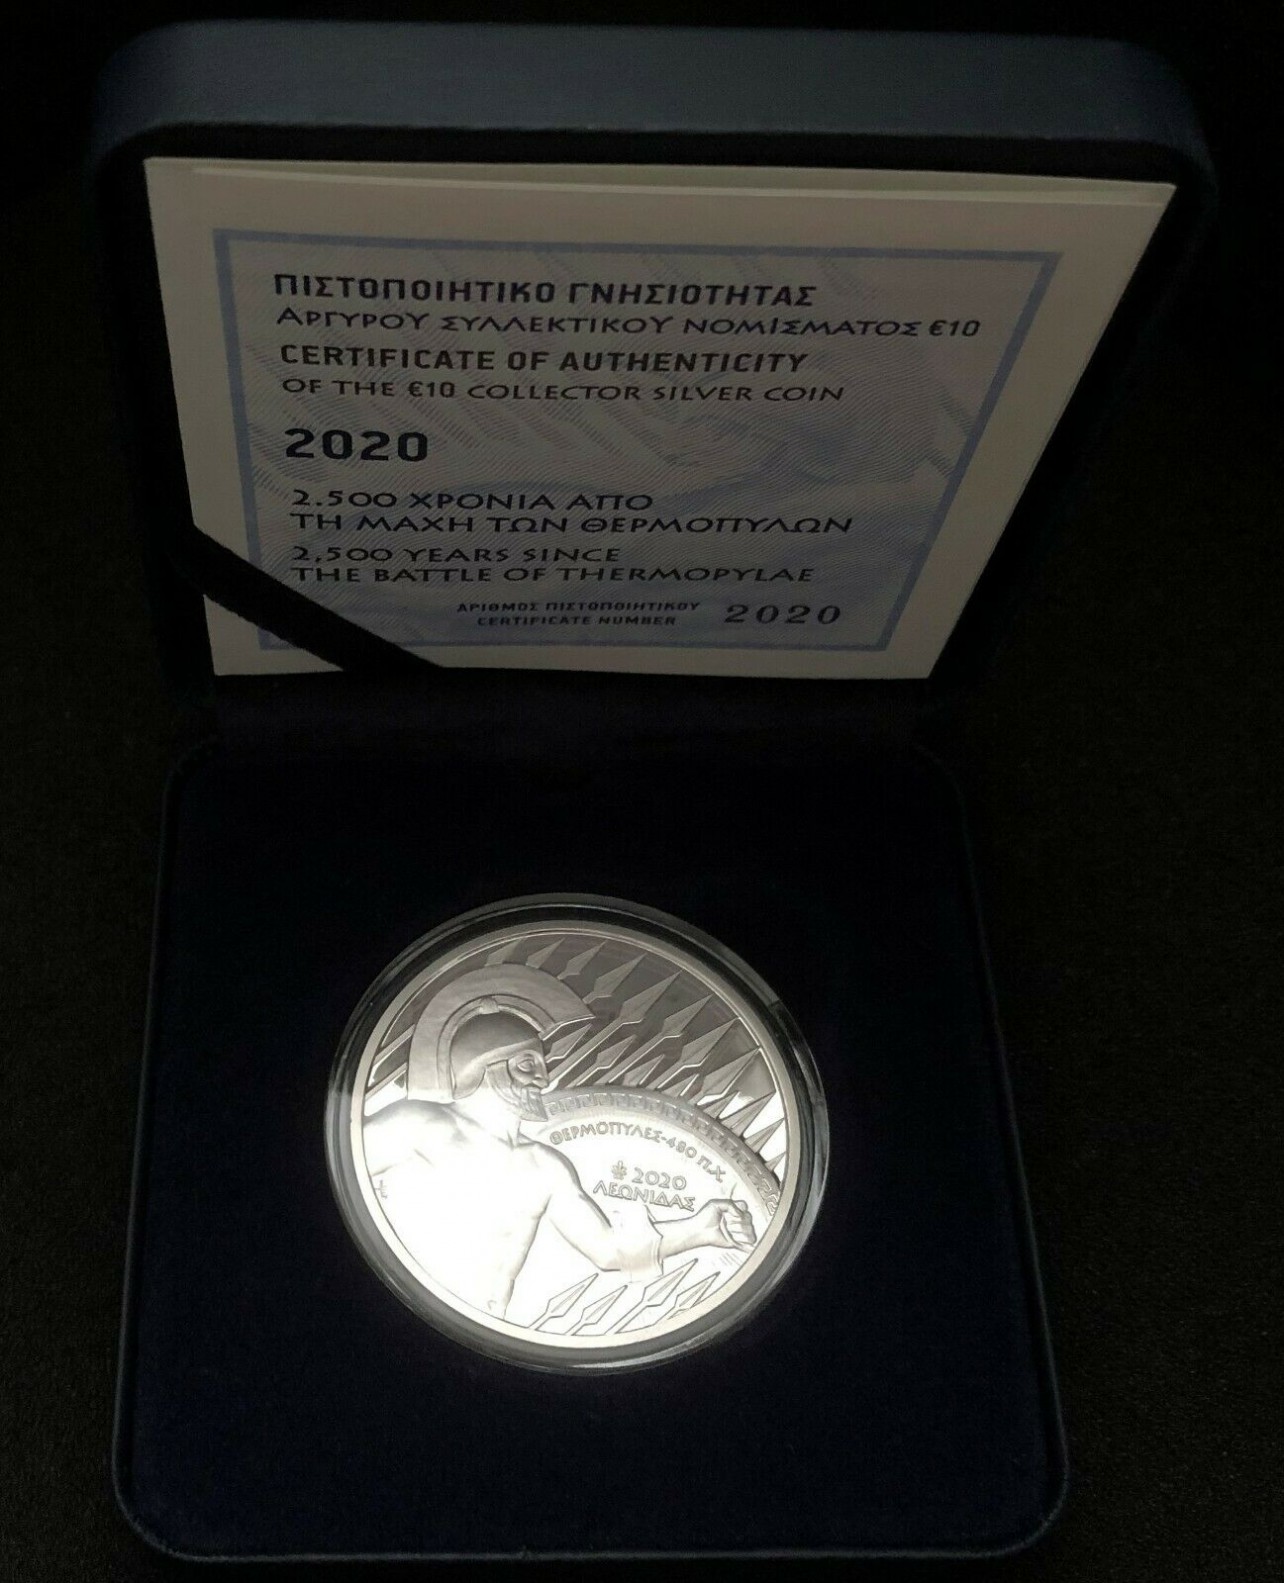 ΠΙΣΤΟΠΟΙΗΤΙΚΟ ΓΝΗΣΙΟΤΗΤΑΣ
ΑΡΓΥΡΟΥ ΣΥΛΛΕΚΤΙΚΟΥ ΝΟΜΙΣΜΑΤΟΣ €10
CERTIFICATE OF AUTHENTICITY
OF THE €10 COLLECTOR SILVER COIN
2020
2.500 ΧΡΟΝΙΑ ΑΠΟ
ΤΗ ΜΑΧΗ ΤΩΝ ΘΕΡΜΟΠΥΛΩΝ
2,500 YEARS SINCE
THE BATTLE OF THERMOPYLAE
ΑΡΙΘΜΟΣ ΠΙΣΤΟΠΟΙΗΤΙΚΟΥ
CERTIFICATE NUMBER 2020
ΘΕΡΜΟΠΥΛΕΣ-480 Π.Χ
2020
ΛΕΩΝΙΔΑΣ